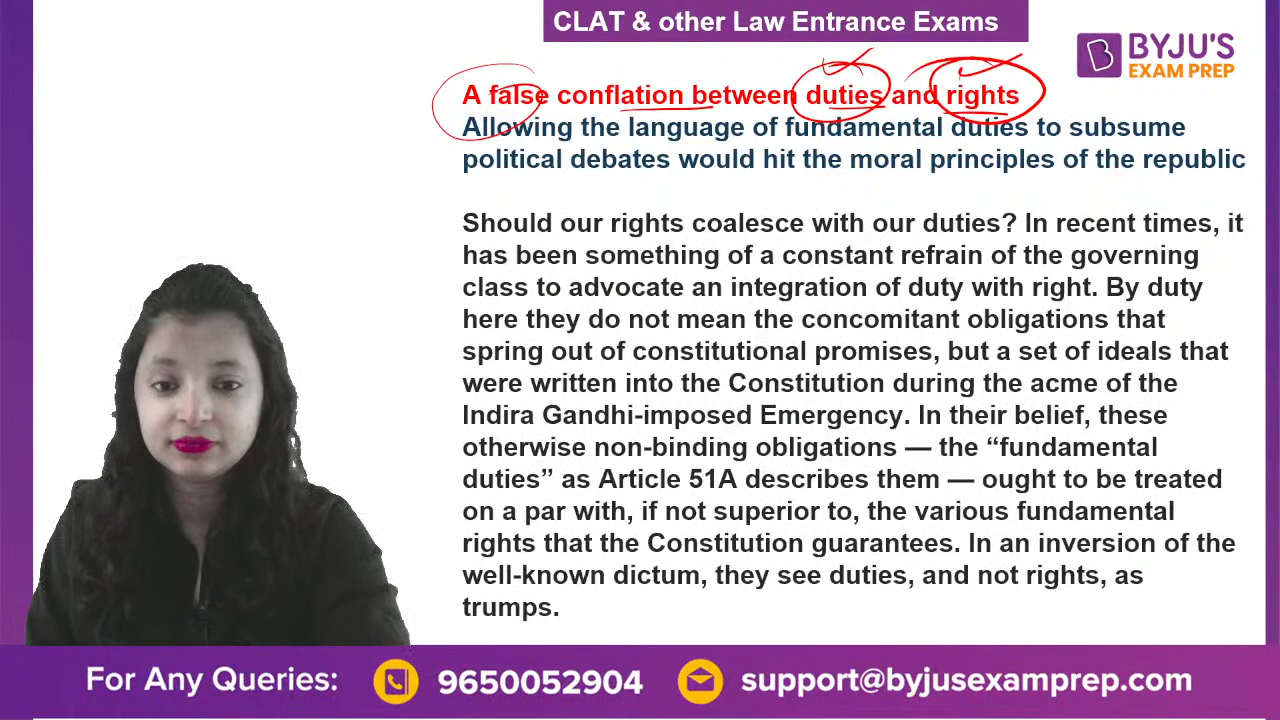 CLAT & other Law Entrance Exams
BYJU'S
EXAM PREP
A false conflation between duties and rights
Allowing the language of fundamental duties to subsume
political debates would hit the moral principles of the republic
Should our rights coalesce with our duties? In recent times, it
has been something of a constant refrain of the governing
class to advocate an integration of duty with right. By duty
here they do not mean the concomitant obligations that
spring out of constitutional promises, but a set of ideals that
were written into the Constitution during the acme of the
Indira Gandhi-imposed Emergency. In their belief, these
otherwise non-binding obligations — the “fundamental
duties” as Article 51A describes them — ought to be treated
on a par with, if not superior to, the various fundamental
rights that the Constitution guarantees. In an inversion of the
well-known dictum, they see duties, and not rights, as
trumps.
For Any Queries: 9650052904 support@byjusexamprep.com